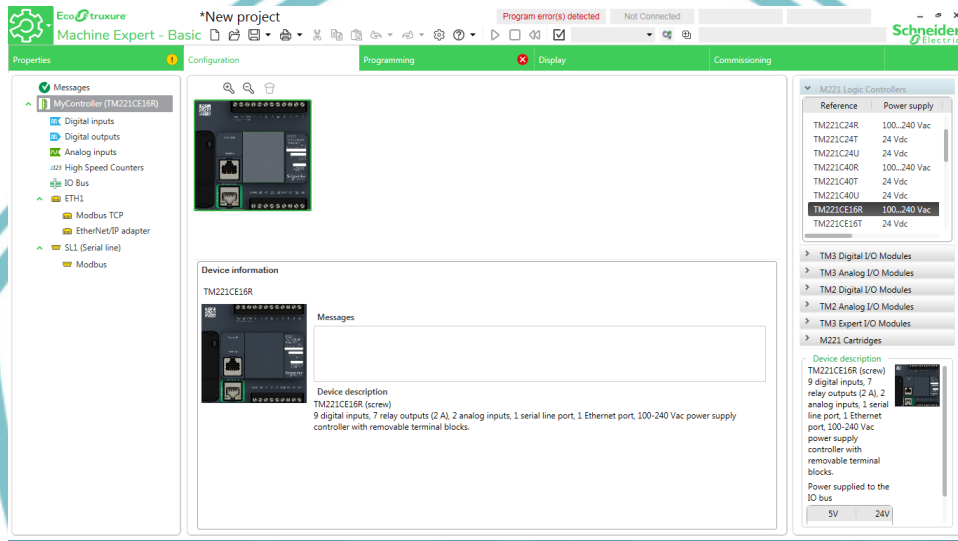 EcoStruxure
Machine Expert - Basic
*New project
Program error(s) detected
Not Connected
Schneider
Electric
Properties
Configuration
Programming
Display
Commissioning
Messages
MyController (TM221CE16R)
Digital inputs
Digital outputs
Analog inputs
High Speed Counters
IO Bus
ETH1
Modbus TCP
EtherNet/IP adapter
SL1 (Serial line)
Modbus
Device information
TM221CE16R
Messages
Device description
TM221CE16R (screw)
9 digital inputs, 7 relay outputs (2 A), 2 analog inputs, 1 serial line port, 1 Ethernet port, 100-240 Vac power supply
controller with removable terminal blocks.
M221 Logic Controllers
Reference Power supply
TM221C24R 100...240 Vac
TM221C24T 24 Vdc
TM221C24U 24 Vdc
TM221C40R 100...240 Vac
TM221C40T 24 Vdc
TM221C40U 24 Vdc
TM221CE16R 100...240 Vac
TM221CE16T 24 Vdc
TM3 Digital I/O Modules
TM3 Analog I/O Modules
TM2 Digital I/O Modules
TM2 Analog I/O Modules
TM3 Expert I/O Modules
M221 Cartridges
Device description
TM221CE16R (screw)
9 digital inputs, 7
relay outputs (2 A), 2
analog inputs, 1 serial
line port, 1 Ethernet
port, 100-240 Vac
power supply
controller with
removable terminal
blocks.
Power supplied to the
IO bus
5V 24V